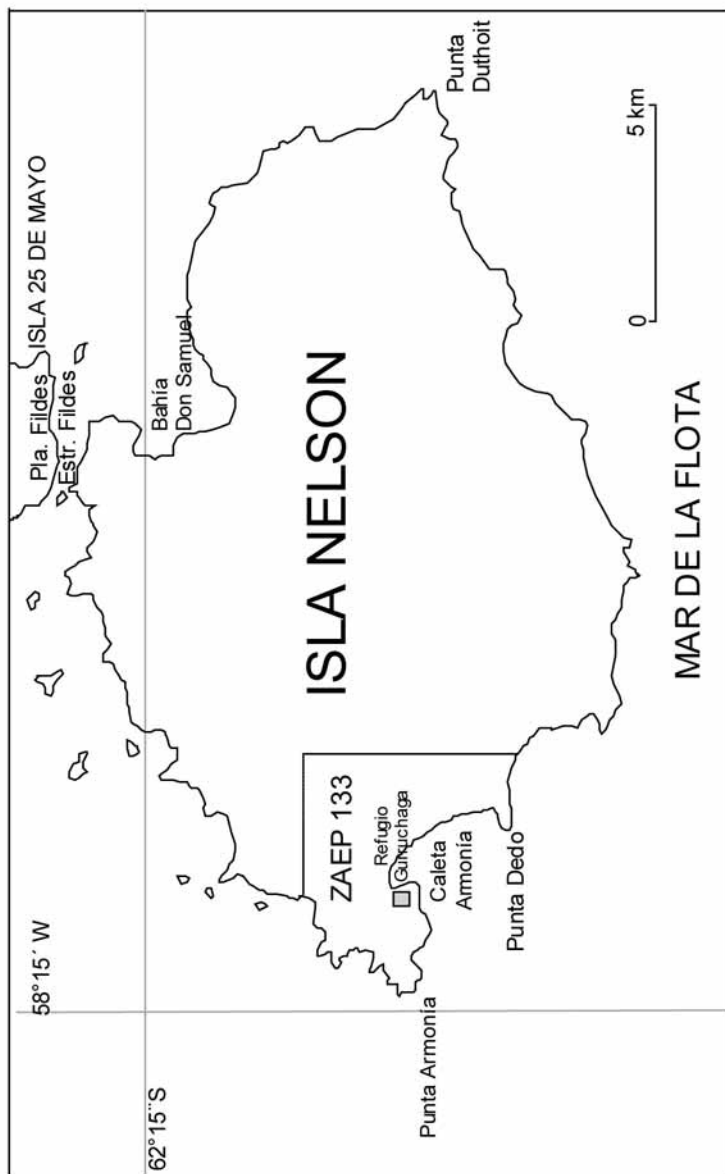 58°15´ W
ISLA 25 DE MAYO
Pla. Fildes
Estr. Fildes
62°15¨S
Bahía
Don Samuel
ISLA NELSON
ZAEP 133
Refugio
Gurruchaga
Punta Armonía
Caleta
Armonía
Punta
Duthoit
Punta Dedo
0
5 km
MAR DE LA FLOTA